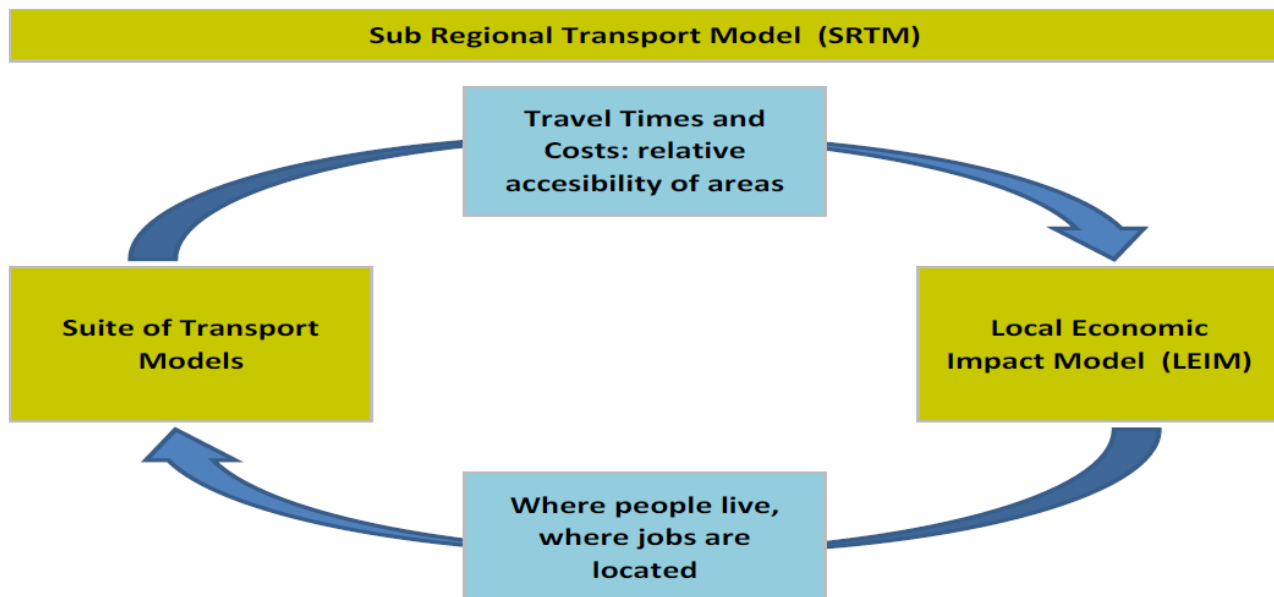 Sub Regional Transport Model  (SRTM)
Travel Times and
Costs: relative
accesibility of areas
Suite of Transport
Models
Local Economic
Impact Model  (LEIM)
Where people live,
where jobs are
located